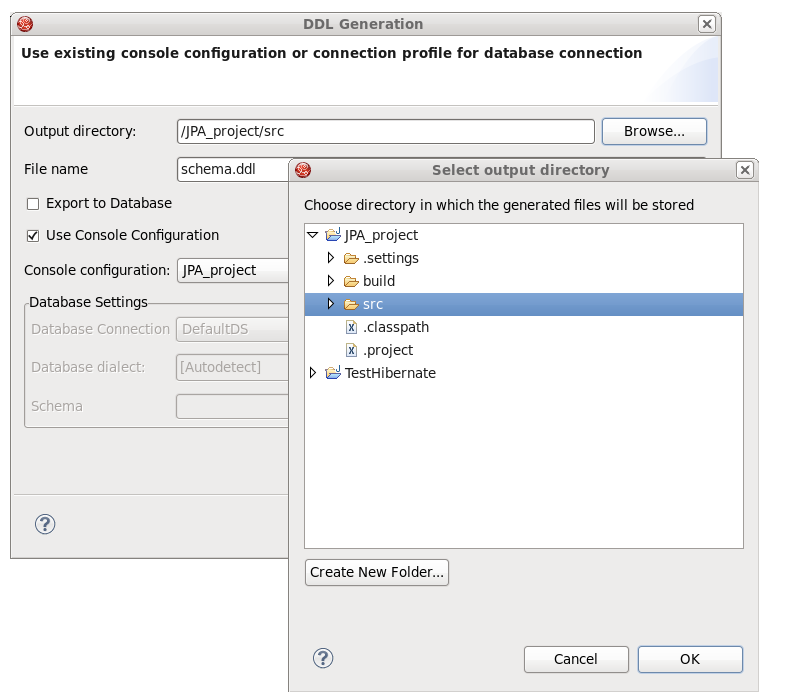 DDL Generation
Use existing console configuration or connection profile for database connection
Output directory: /JPA_project/src Browse...
File name schema.ddl
Export to Database
Use Console Configuration
Console configuration: JPA_project
Database Settings
Database Connection DefaultDS
Database dialect: [Autodetect]
Schema
Select output directory
Choose directory in which the generated files will be stored
JPA_project
.settings
build
src
.classpath
.project
TestHibernate
Create New Folder...
Cancel OK